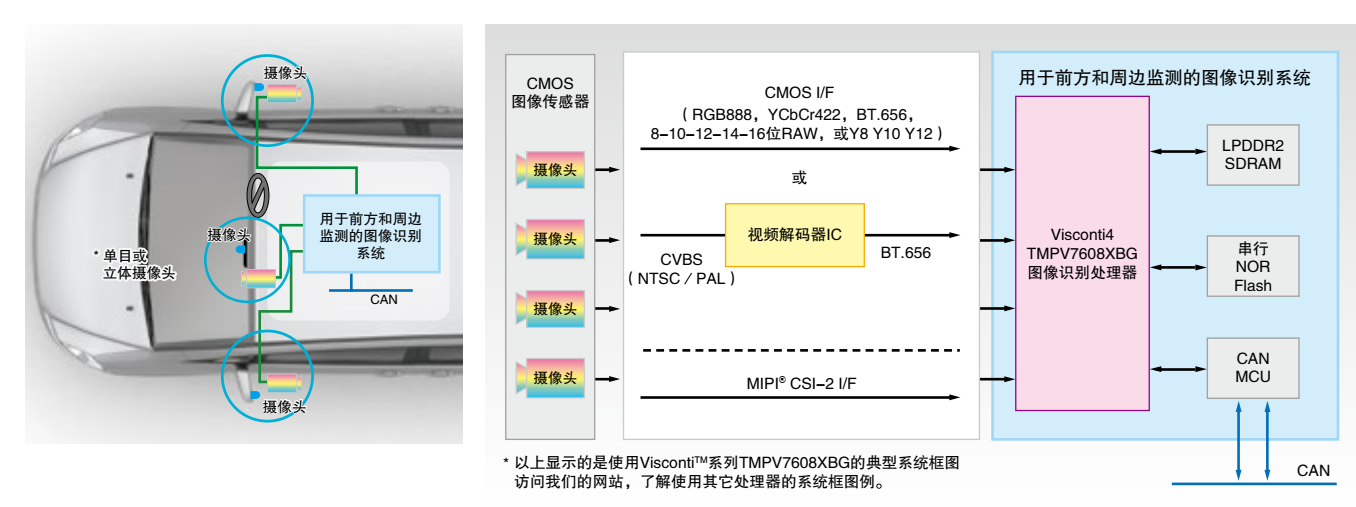 摄像头
用于前方和周边
监测的图像识别
系统
摄像头
* 单目或
立体摄像头
CAN
摄像头
CMOS
图像传感器
摄像头
摄像头
摄像头
摄像头
CMOS I/F
（RGB888，YCbCr422，BT.656，
8-10-12-14-16位RAW，或Y8 Y10 Y12）
或
视频解码器IC
CVBS
（NTSC / PAL）
BT.656
MIPI® CSI-2 I/F
用于前方和周边监测的图像识别系统
Visconti4
TMPV7608XBG
图像识别处理器
LPDDR2
SDRAM
串行
NOR
Flash
CAN
MCU
CAN
* 以上显示的是使用Visconti™系列TMPV7608XBG的典型系统框图
访问我们的网站，了解使用其它处理器的系统框图例。